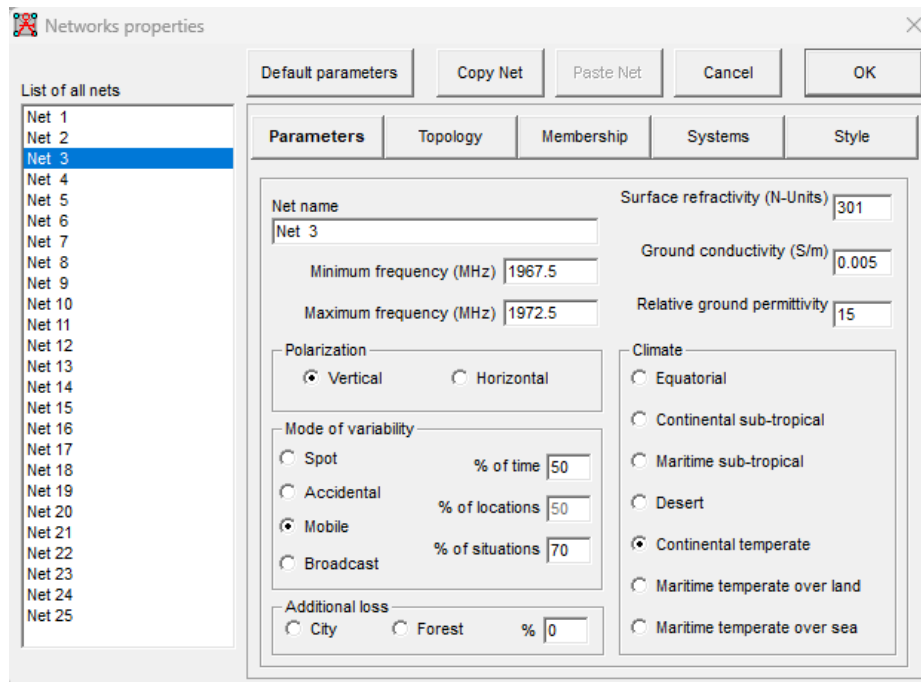 Networks properties
Default parameters
Copy Net
Paste Net
Cancel
OK
List of all nets
Net 1
Net 2
Net 3
Net 4
Net 5
Net 6
Net 7
Net 8
Net 9
Net 10
Net 11
Net 12
Net 13
Net 14
Net 15
Net 16
Net 17
Net 18
Net 19
Net 20
Net 21
Net 22
Net 23
Net 24
Net 25
Parameters
Topology
Membership
Systems
Style
Net name
Net 3
Minimum frequency (MHz) 1967.5
Maximum frequency (MHz) 1972.5
Surface refractivity (N-Units) 301
Ground conductivity (S/m) 0.005
Relative ground permittivity 15
Polarization
Vertical
Horizontal
Mode of variability
Spot
Accidental
Mobile
Broadcast
% of time 50
% of locations 50
% of situations 70
Additional loss
City
Forest
% 0
Climate
Equatorial
Continental sub-tropical
Maritime sub-tropical
Desert
Continental temperate
Maritime temperate over land
Maritime temperate over sea